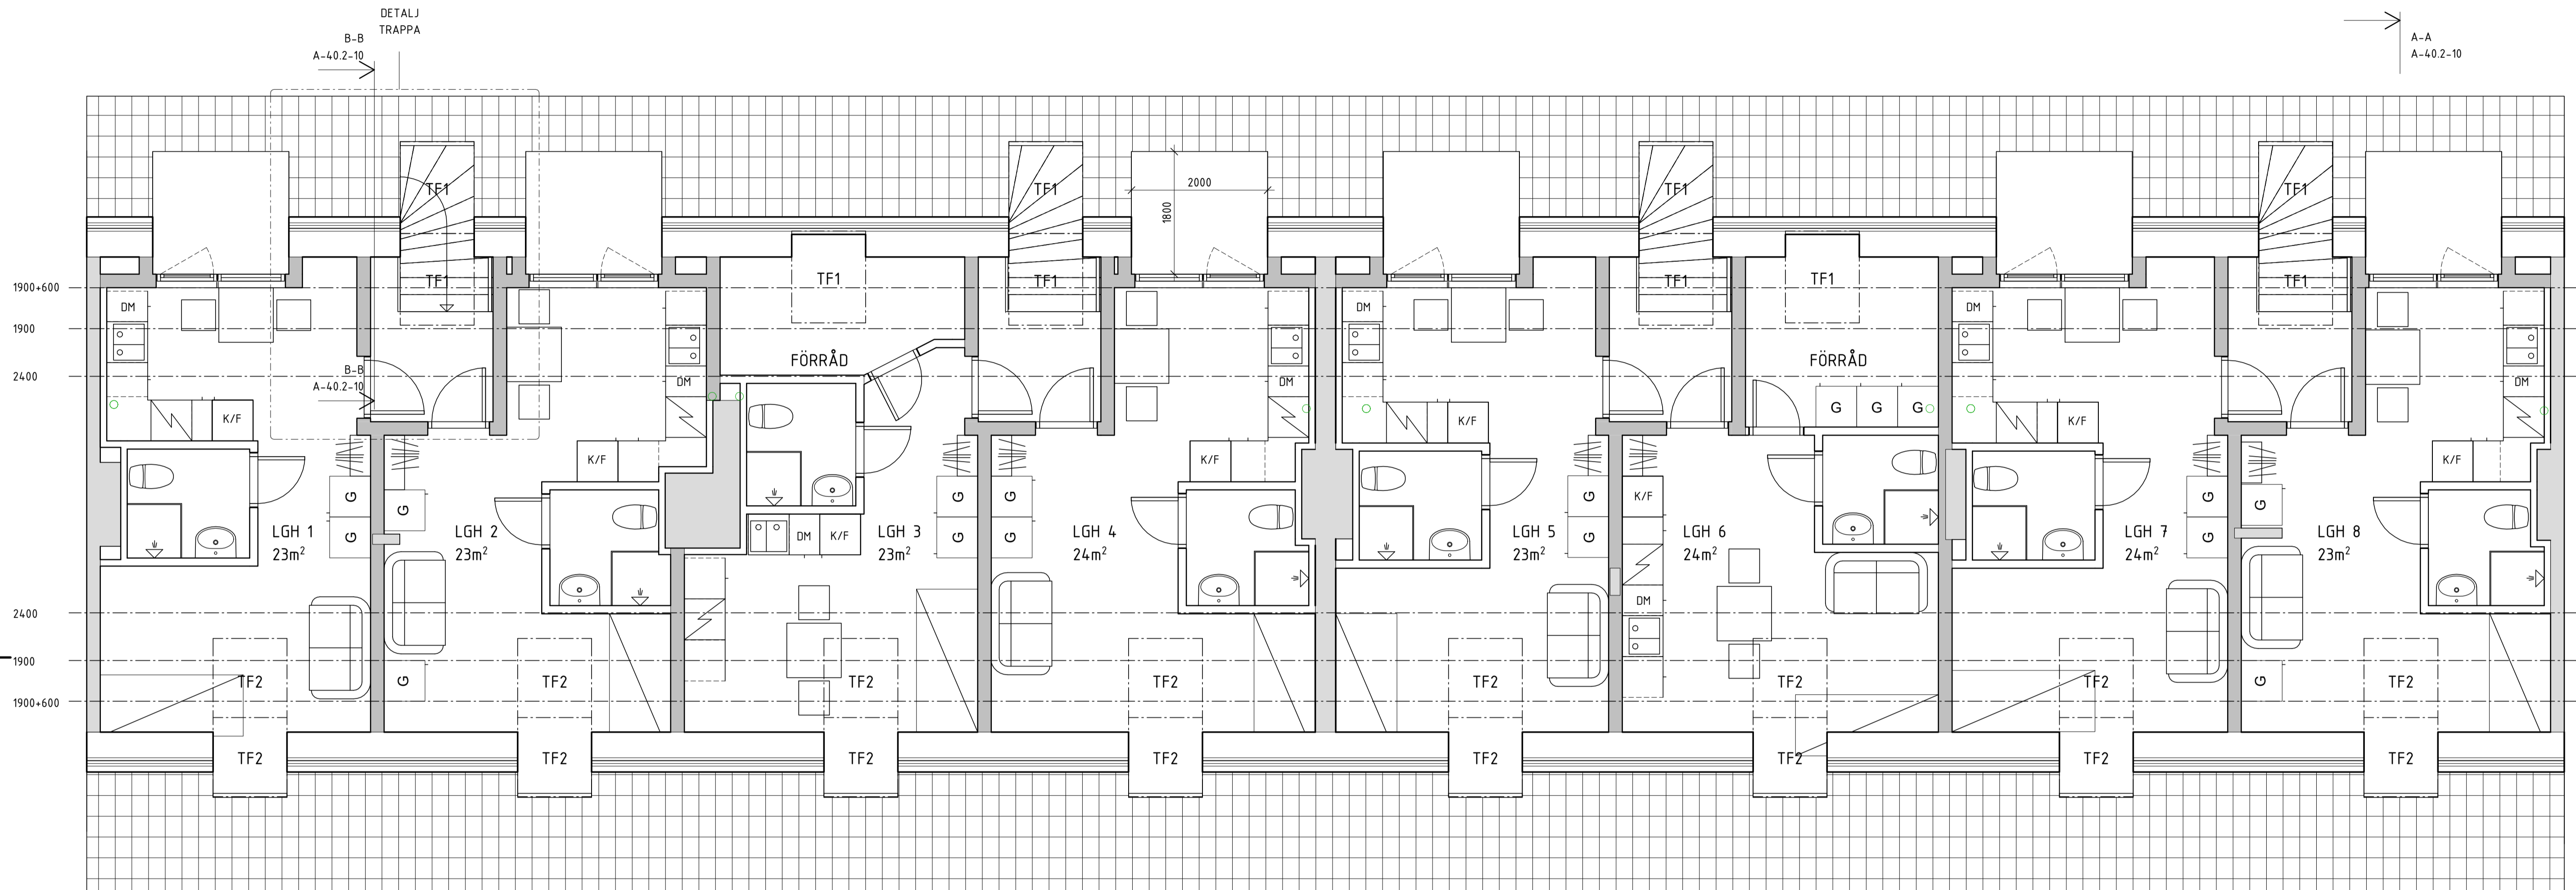 DETALJ
TRAPPA
B-B
A-40.2-10
A-A
A-40.2-10
TF1
TF1
TF1
TF1
2000
1800
TF1
TF1
TF1
TF1
TF1
TF1
1900+600
1900
2400
DM
DM
DM
DM
DM
DM
FÖRRÅD
FÖRRÅD
B-B
A-40.2-10
K/F
K/F
K/F
G
G
G
K/F
K/F
K/F
G
G
G
G
G
K/F
G
G
G
G
G
G
G
G
G
DM
K/F
LGH 1
23m²
LGH 2
23m²
LGH 3
23m²
LGH 4
24m²
LGH 5
23m²
LGH 6
24m²
LGH 7
24m²
LGH 8
23m²
DM
2400
1900
1900+600
TF2
G
TF2
TF2
TF2
TF2
TF2
TF2
G
TF2
TF2
TF2
TF2
TF2
TF2
TF2
TF2
TF2